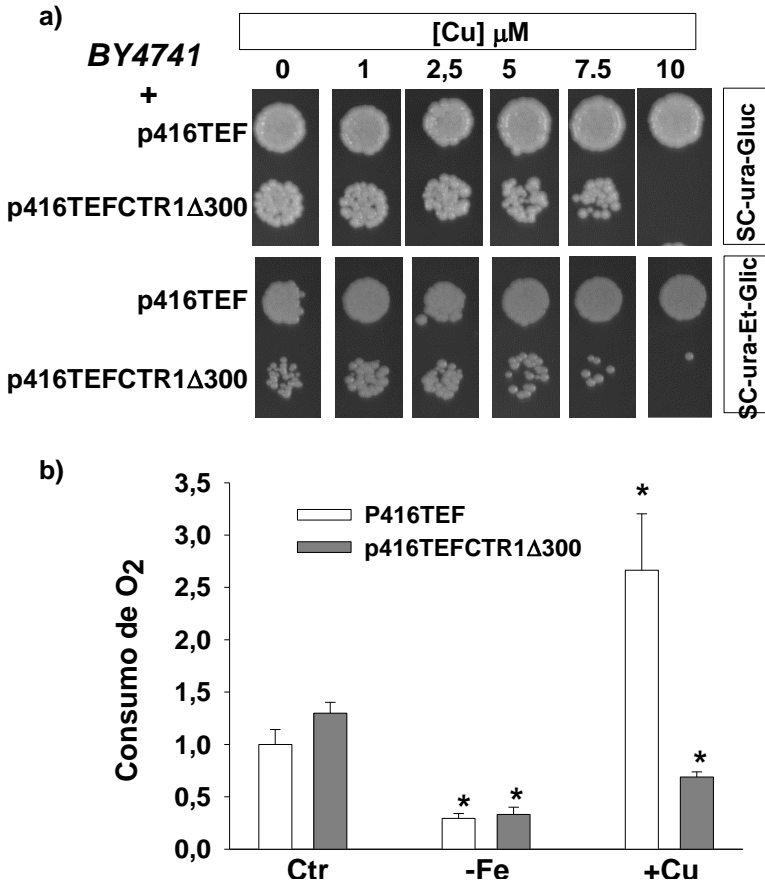 a)
[Cu] µM
BY4741
+
0 1 2,5 5 7.5 10
p416TEF
p416TEFCTR1Δ300
SC-ura-Gluc
p416TEF
p416TEFCTR1Δ300
SC-ura-Et-Glic
b)
3,5
3,0
2,5
2,0
1,5
1,0
0,5
0,0
Consumo de O2
P416TEF
p416TEFCTR1Δ300
*
*
*
*
Ctr -Fe +Cu